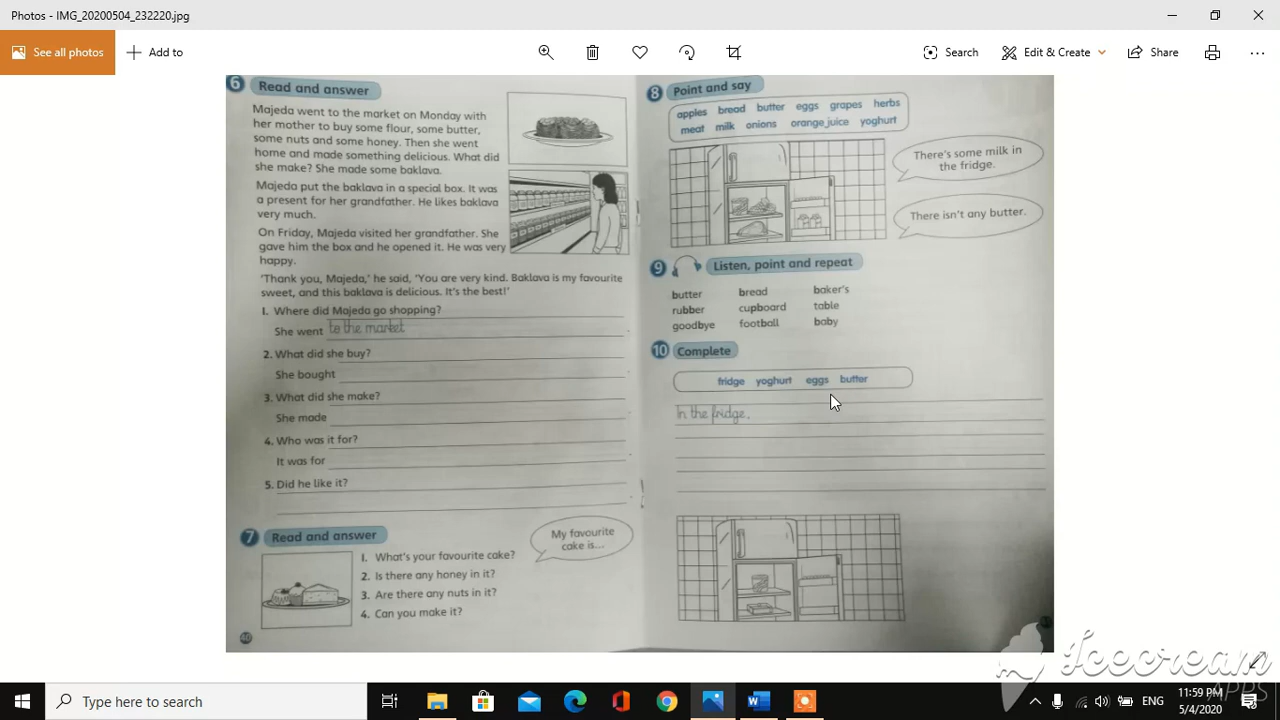 Photos - IMG_20200504_232220.jpg
See all photos
Add to
Search
Edit & Create
Share
6 Read and answer
Majeda went to the market on Monday with
her mother to buy some flour, some butter,
some nuts and some honey. Then she went
home and made something delicious. What did
she make? She made some baklava.
Majeda put the baklava in a special box. It was
a present for her grandfather. He likes baklava
very much.
On Friday, Majeda visited her grandfather. She
gave him the box and he opened it. He was very
happy.
'Thank you, Majeda,' he said, 'You are very kind. Baklava is my favourite
sweet, and this baklava is delicious. It's the best!'
1. Where did Majeda go shopping?
She went to the market.
2. What did she buy?
She bought
3. What did she make?
She made
4. Who was it for?
It was for
5. Did he like it?
7 Read and answer
My favourite
cake is...
1. What's your favourite cake?
2. Is there any honey in it?
3. Are there any nuts in it?
4. Can you make it?
40
8 Point and say
apples bread butter eggs grapes herbs
meat milk onions orange juice yoghurt
There's some milk in
the fridge.
There isn't any butter.
9 Listen, point and repeat
butter bread baker's
rubber cupboard table
goodbye football baby
10 Complete
fridge yoghurt eggs butter
In the fridge,
Icecream
APPS
Type here to search
ENG
11:59 PM
5/4/2020